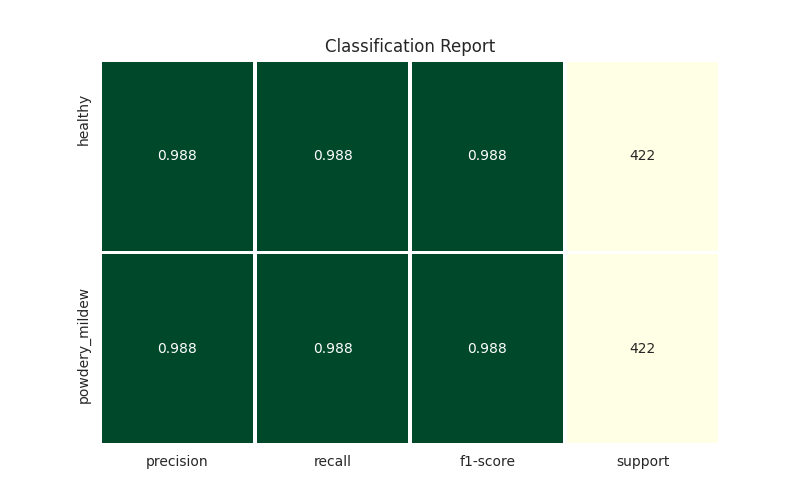 Classification Report
healthy 0.988 0.988 0.988 422
powdery_mildew 0.988 0.988 0.988 422
precision recall f1-score support